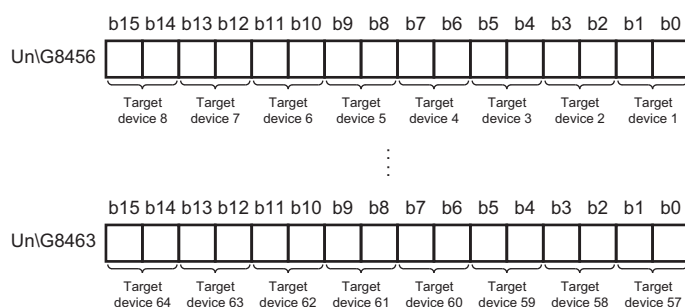 b15 b14 b13 b12 b11 b10 b9 b8 b7 b6 b5 b4 b3 b2 b1 b0
Un\G8456
Target device 8 Target device 7 Target device 6 Target device 5 Target device 4 Target device 3 Target device 2 Target device 1
b15 b14 b13 b12 b11 b10 b9 b8 b7 b6 b5 b4 b3 b2 b1 b0
Un\G8463
Target device 64 Target device 63 Target device 62 Target device 61 Target device 60 Target device 59 Target device 58 Target device 57